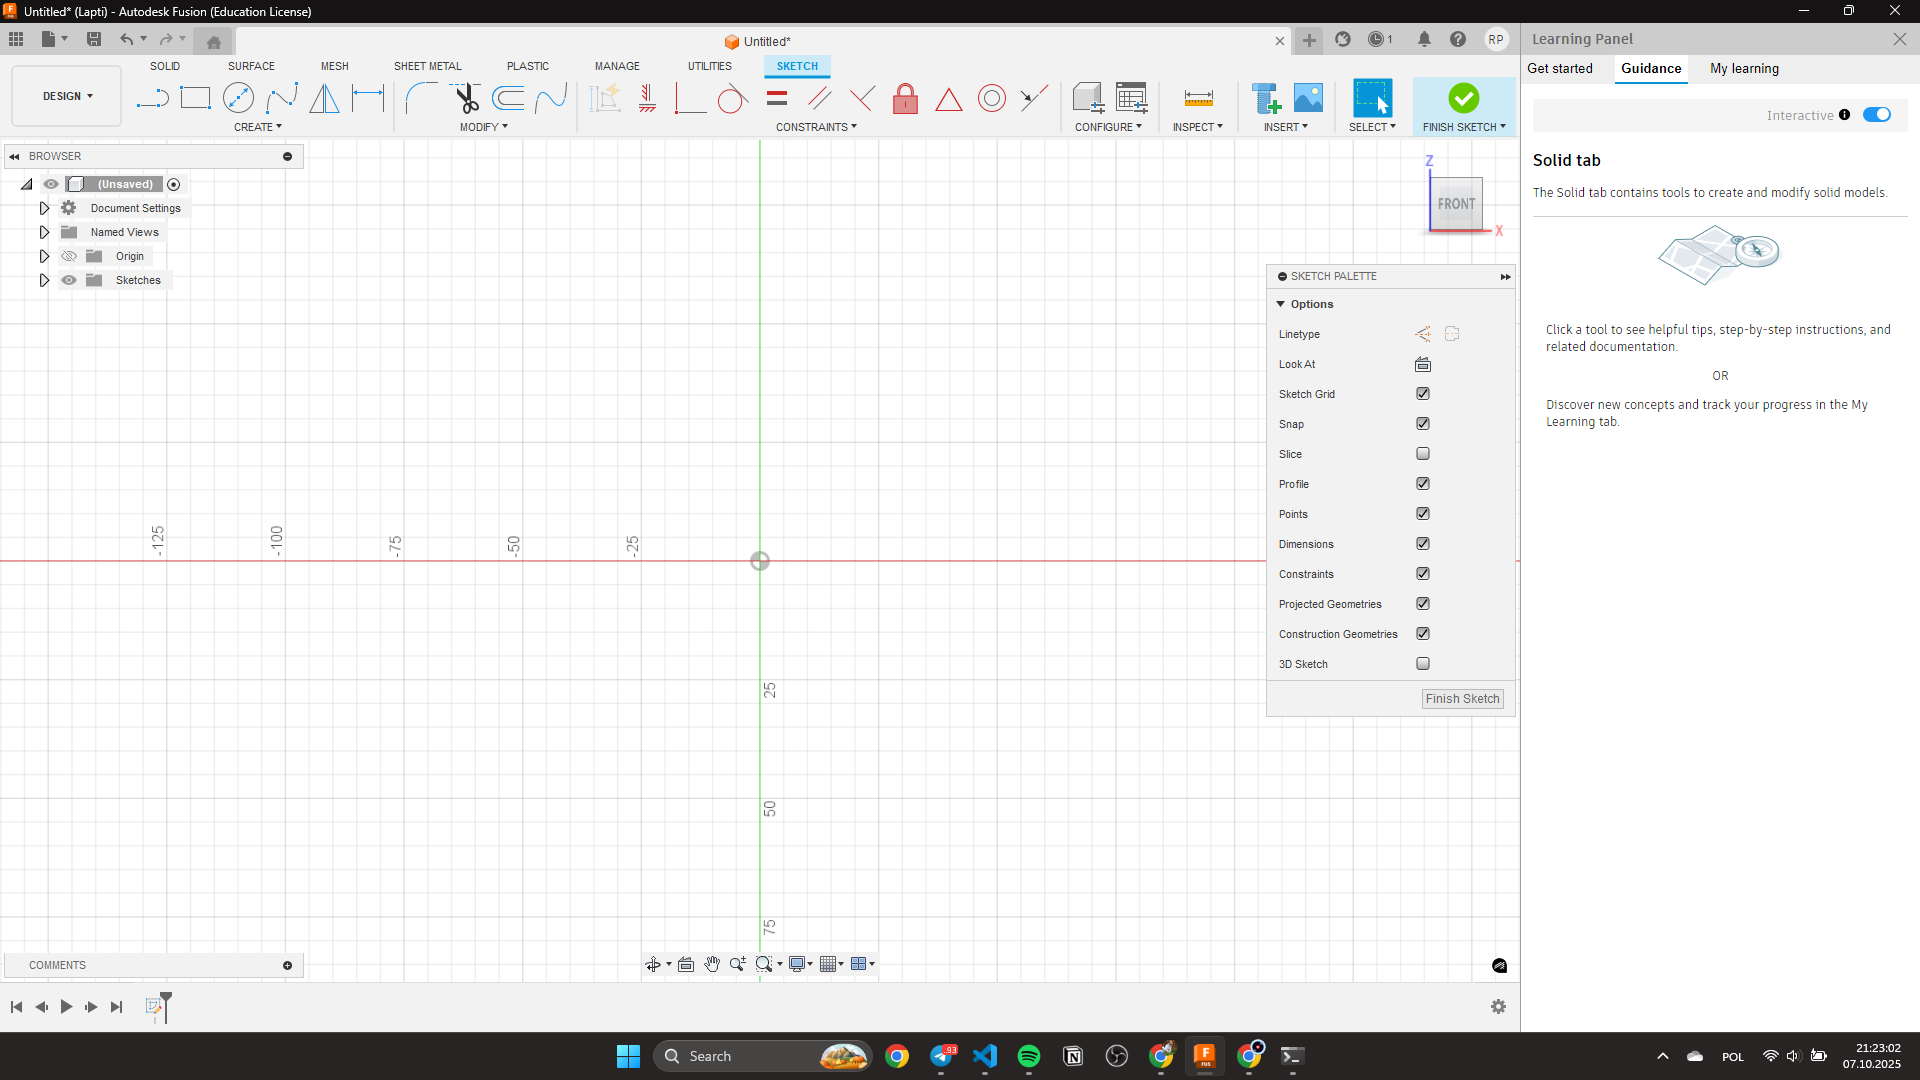 Untitled* (Lapti) - Autodesk Fusion (Education License)
Untitled*
1
RP
DESIGN
SOLID SURFACE MESH SHEET METAL PLASTIC MANAGE UTILITIES SKETCH
CREATE MODIFY CONSTRAINTS CONFIGURE INSPECT INSERT SELECT FINISH SKETCH
BROWSER
(Unsaved)
Document Settings
Named Views
Origin
Sketches
Z
FRONT
X
-125
-100
-75
-50
-25
25
50
75
SKETCH PALETTE
Options
Linetype
Look At
Sketch Grid
Snap
Slice
Profile
Points
Dimensions
Constraints
Projected Geometries
Construction Geometries
3D Sketch
Finish Sketch
COMMENTS
Learning Panel
Get started Guidance My learning
Interactive
Solid tab
The Solid tab contains tools to create and modify solid models.
Click a tool to see helpful tips, step-by-step instructions, and
related documentation.
OR
Discover new concepts and track your progress in the My
Learning tab.
Search
93
POL
21:23:02
07.10.2025